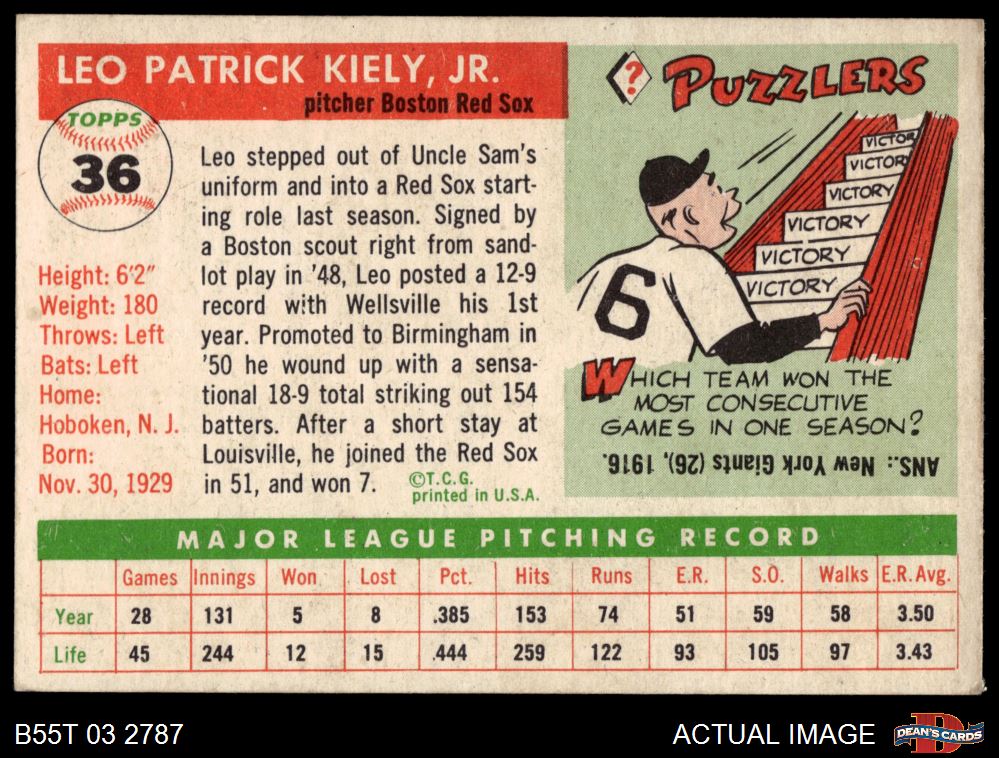 LEO PATRICK KIELY, JR.
pitcher Boston Red Sox
TOPPS
36
Height: 6'2"
Weight: 180
Throws: Left
Bats: Left
Home:
Hoboken, N. J.
Born:
Nov. 30, 1929
Leo stepped out of Uncle Sam's
uniform and into a Red Sox start-
ing role last season. Signed by
a Boston scout right from sand-
lot play in '48, Leo posted a 12-9
record with Wellsville his 1st
year. Promoted to Birmingham in
'50 he wound up with a sensa-
tional 18-9 total striking out 154
batters. After a short stay at
Louisville, he joined the Red Sox
in 51, and won 7.
©T.C.G.
printed in U.S.A.
? PUZZLERS
VICTORY
VICTORY
VICTORY
VICTORY
VICTORY
VICTORY
6
WHICH TEAM WON THE
MOST CONSECUTIVE
GAMES IN ONE SEASON?
ANS.: New York Giants (26), 1916.
MAJOR LEAGUE PITCHING RECORD
Games Innings Won Lost Pct. Hits Runs E.R. S.O. Walks E.R. Avg.
Year 28 131 5 8 .385 153 74 51 59 58 3.50
Life 45 244 12 15 .444 259 122 93 105 97 3.43
B55T 03 2787
ACTUAL IMAGE
D
DEAN'S CARDS